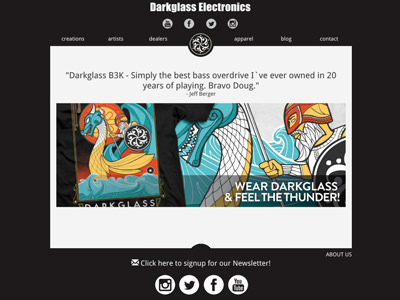 Darkglass Electronics
creations artists dealers apparel blog contact
"Darkglass B3K - Simply the best bass overdrive I`ve ever owned in 20
years of playing. Bravo Doug."
- Jeff Berger
DARKGLASS
WEAR DARKGLASS
& FEEL THE THUNDER!
ABOUT US
Click here to signup for our Newsletter!
You
Tube